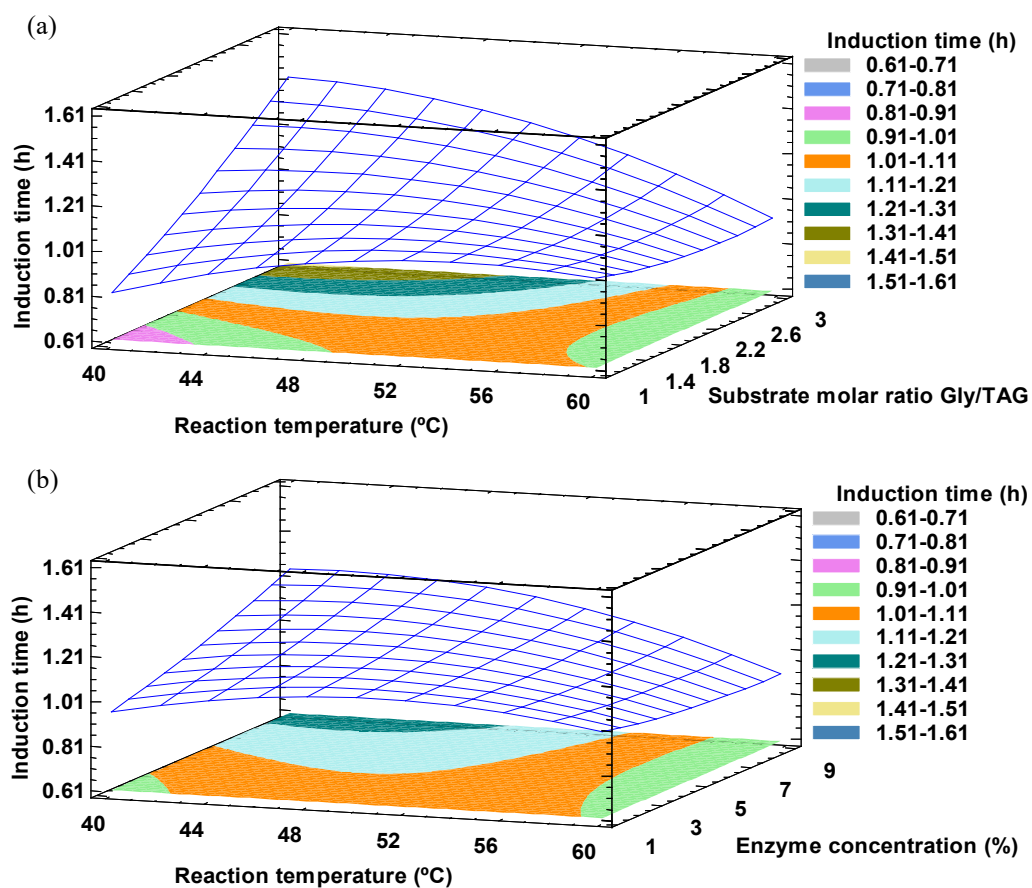 (a)
Induction time (h)
0.61-0.71
0.71-0.81
0.81-0.91
0.91-1.01
1.01-1.11
1.11-1.21
1.21-1.31
1.31-1.41
1.41-1.51
1.51-1.61
Induction time (h)
1.61
1.41
1.21
1.01
0.81
0.61
40 44 48 52 56 60
Reaction temperature (ºC)
1 1.4 1.8 2.2 2.6 3
Substrate molar ratio Gly/TAG
(b)
Induction time (h)
0.61-0.71
0.71-0.81
0.81-0.91
0.91-1.01
1.01-1.11
1.11-1.21
1.21-1.31
1.31-1.41
1.41-1.51
1.51-1.61
Induction time (h)
1.61
1.41
1.21
1.01
0.81
0.61
40 44 48 52 56 60
Reaction temperature (ºC)
1 3 5 7 9
Enzyme concentration (%)